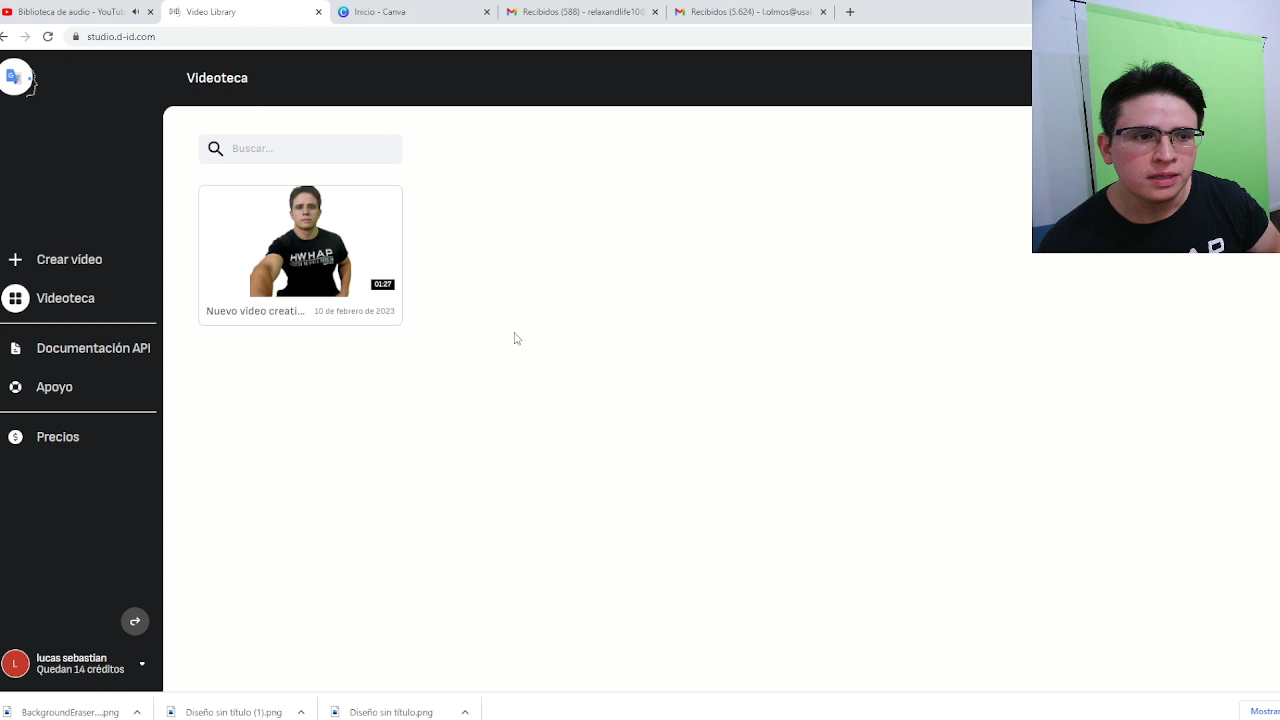 Biblioteca de audio - YouTub
Video Library
Inicio - Canva
Recibidos (588) - relaxandlife10@
Recibidos (5.624) - l.olmos@usal
studio.d-id.com
Videoteca
Buscar...
HWHAP
01:27
Nuevo video creati...
10 de febrero de 2023
Crear vídeo
Videoteca
Documentación API
Apoyo
Precios
L
lucas sebastian
Quedan 14 créditos
BackgroundEraser....png
Diseño sin título (1).png
Diseño sin título.png
Mostrar